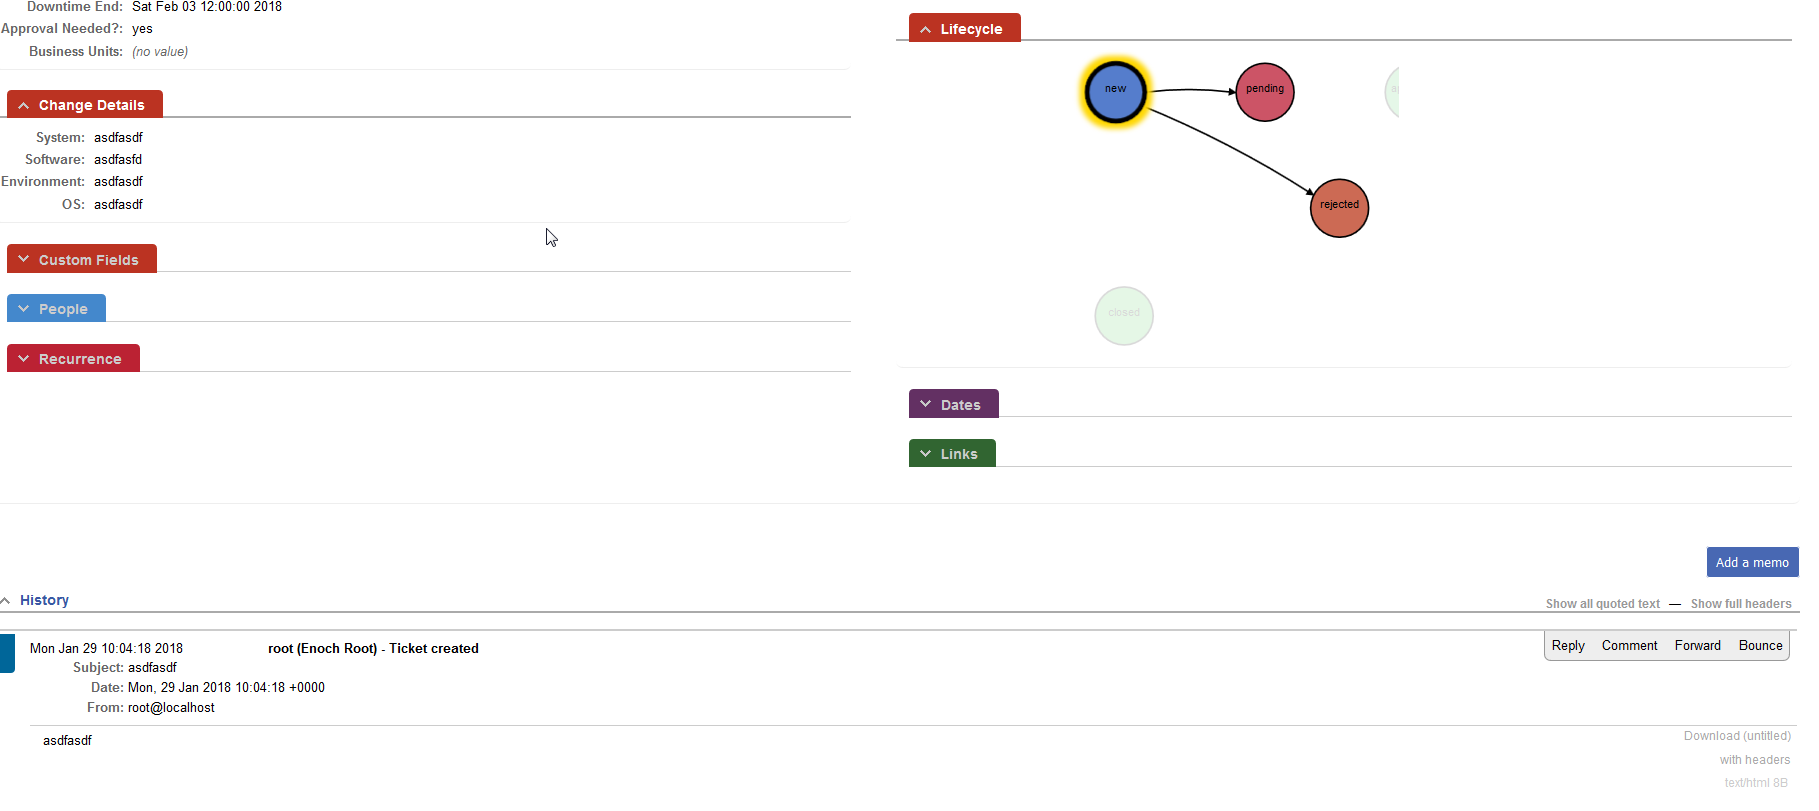 Downtime End: Sat Feb 03 12:00:00 2018
Approval Needed?: yes
Business Units: (no value)
Change Details
System: asdfasdf
Software: asdfasfd
Environment: asdfasdf
OS: asdfasdf
Custom Fields
People
Recurrence
Lifecycle
new
pending
rejected
closed
Dates
Links
Add a memo
History
Show all quoted text — Show full headers
Mon Jan 29 10:04:18 2018 root (Enoch Root) - Ticket created
Reply Comment Forward Bounce
Subject: asdfasdf
Date: Mon, 29 Jan 2018 10:04:18 +0000
From: root@localhost
asdfasdf
Download (untitled)
with headers
text/html 8B